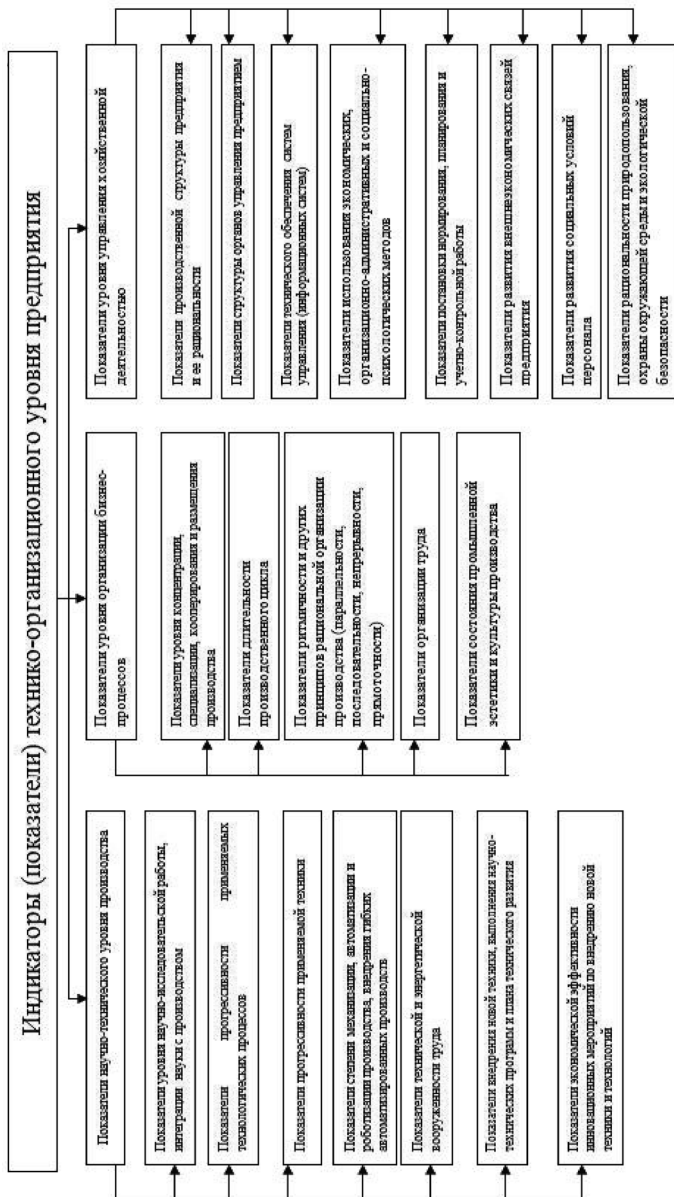 Индикаторы (показатели) технико-организационного уровня предприятия
Показатели научно-технического уровня производства
Показатели уровня научно-исследовательской работы,
интеграции науки с производством
Показатели прогрессивности применяемых
технологических процессов
Показатели прогрессивности применяемой техники
Показатели степени механизации, автоматизации и
роботизации производства, внедрения гибких
автоматизированных производств
Показатели технической и энергетической
вооруженности труда
Показатели внедрения новой техники, выполнения научно-
технических программ и плана технического развития
Показатели экономической эффективности
инновационных мероприятий по внедрению новой
техники и технологий
Показатели уровня организации бизнес-
процессов
Показатели уровня концентрации,
специализации, кооперирования и размещения
производства
Показатели длительности
производственного цикла
Показатели ритмичности и других
принципов рациональной организации
производства (параллельности,
последовательности, непрерывности,
прямоточности)
Показатели организации труда
Показатели состояния промышленной
эстетики и культуры производства
Показатели уровня управления хозяйственной
деятельностью
Показатели производственной структуры предприятия
и ее рациональности
Показатели структуры органов управления предприятием
Показатели технического обеспечения систем
управления (информационных систем)
Показатели использования экономических,
организационно-административных и социально-
психологических методов
Показатели постановки нормирования, планирования и
учетно-контрольной работы
Показатели развития внешнеэкономических связей
предприятия
Показатели развития социальных условий
персонала
Показатели рациональности природопользования,
охраны окружающей среды и экологической
безопасности